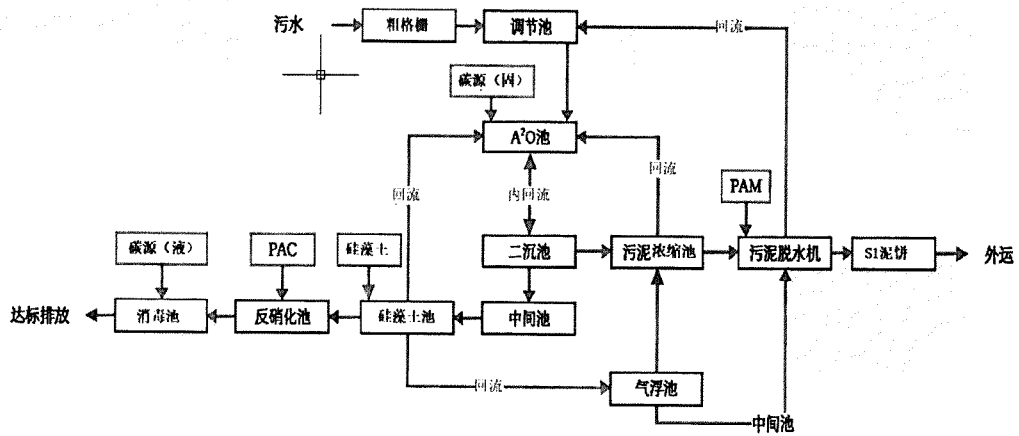 污水
粗格栅
调节池
回流
碳源（固）
A²O池
回流
内回流
回流
PAM
碳源（液）
PAC
硅藻土
二沉池
污泥浓缩池
污泥脱水机
S1泥饼
外运
达标排放
消毒池
反硝化池
硅藻土池
中间池
回流
气浮池
中间池